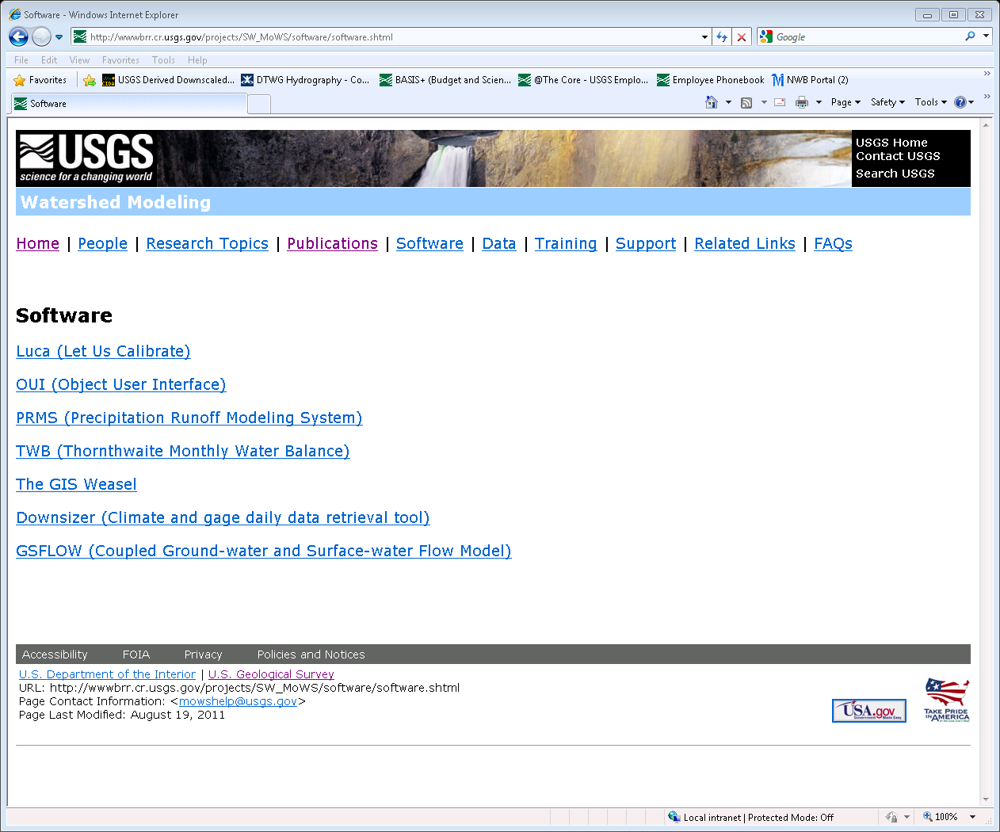 Software - Windows Internet Explorer
http://wwwbrr.cr.usgs.gov/projects/SW_MoWS/software/software.shtml
Google
File Edit View Favorites Tools Help
Favorites USGS Derived Downscaled... DTWG Hydrography - Co... BASIS+ (Budget and Scien... @The Core - USGS Emplo... Employee Phonebook NWB Portal (2)
Software
Page Safety Tools
USGS
science for a changing world
USGS Home
Contact USGS
Search USGS
Watershed Modeling
Home | People | Research Topics | Publications | Software | Data | Training | Support | Related Links | FAQs
Software
Luca (Let Us Calibrate)
OUI (Object User Interface)
PRMS (Precipitation Runoff Modeling System)
TWB (Thornthwaite Monthly Water Balance)
The GIS Weasel
Downsizer (Climate and gage daily data retrieval tool)
GSFLOW (Coupled Ground-water and Surface-water Flow Model)
Accessibility FOIA Privacy Policies and Notices
U.S. Department of the Interior | U.S. Geological Survey
URL: http://wwwbrr.cr.usgs.gov/projects/SW_MoWS/software/software.shtml
Page Contact Information: <mowshelp@usgs.gov>
Page Last Modified: August 19, 2011
USA.gov
Government Made Easy
TAKE PRIDE
IN AMERICA
Local intranet | Protected Mode: Off
100%